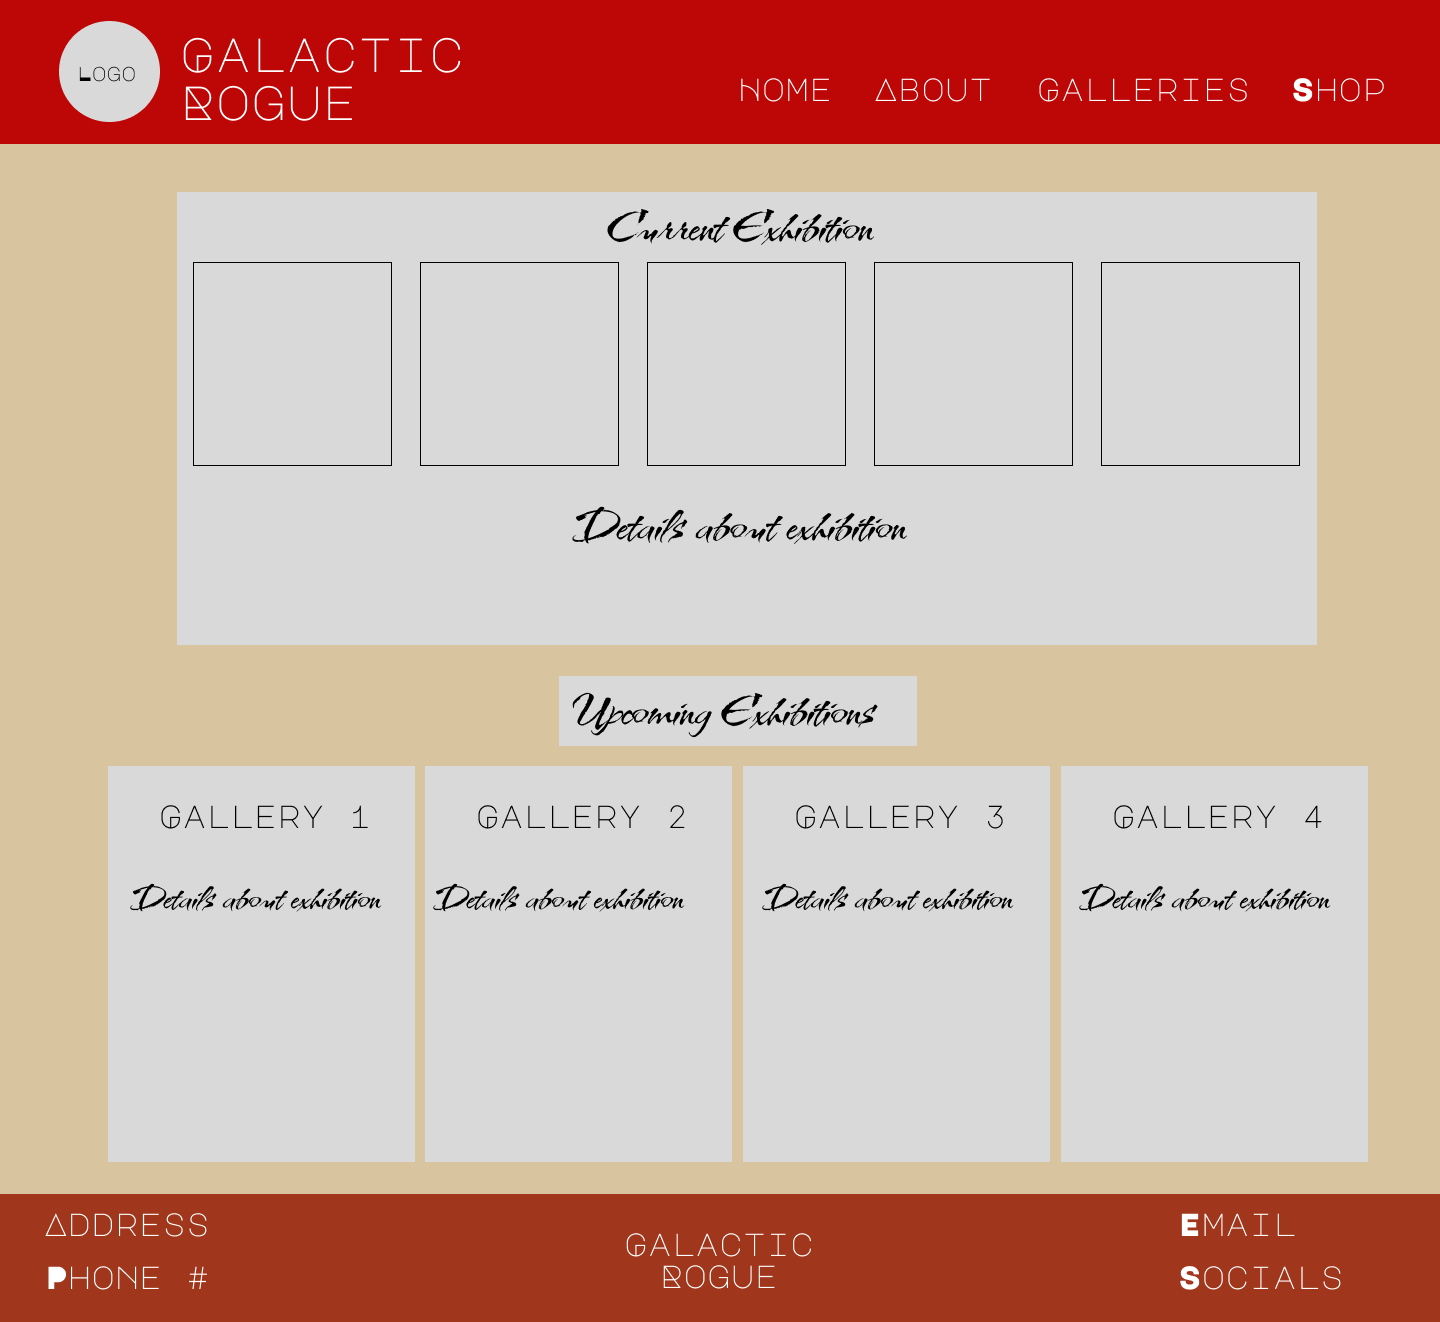 LOGO
GALACTIC
ROGUE
HOME ABOUT GALLERIES SHOP
Current Exhibition
Details about exhibition
Upcoming Exhibitions
GALLERY 1 GALLERY 2 GALLERY 3 GALLERY 4
Details about exhibition Details about exhibition Details about exhibition Details about exhibition
ADDRESS
PHONE #
GALACTIC
ROGUE
EMAIL
SOCIALS